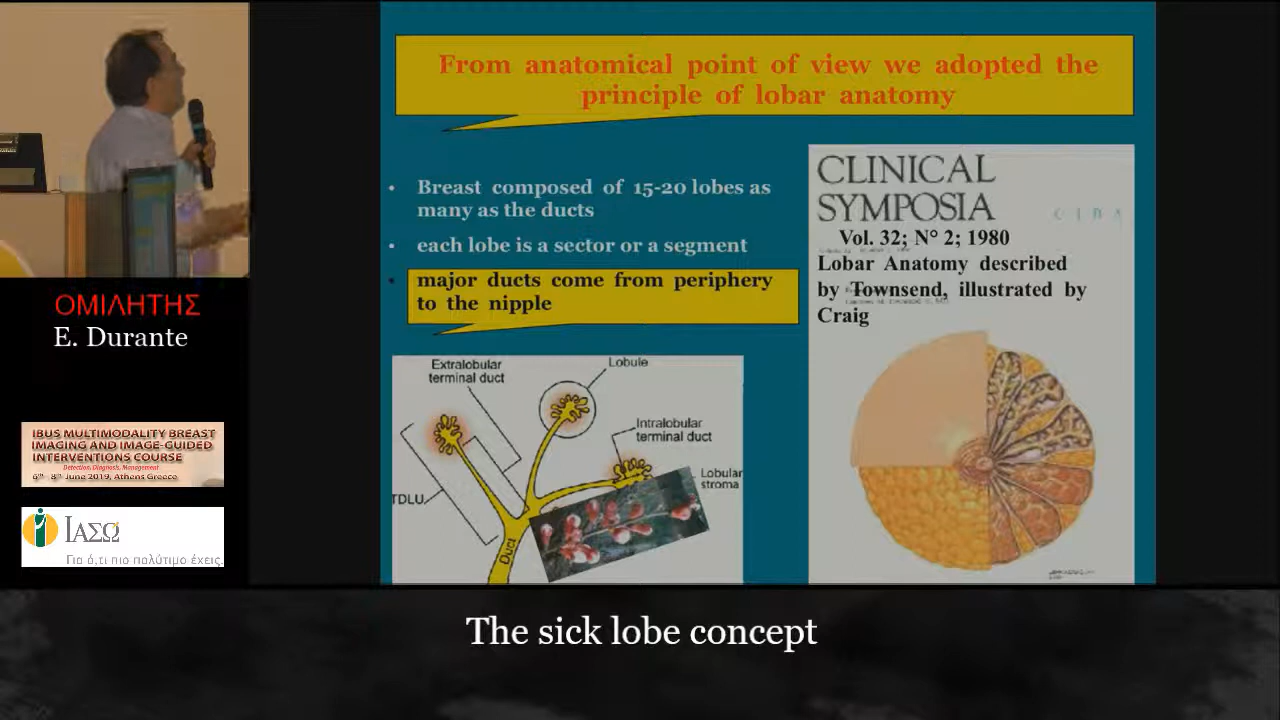 From anatomical point of view we adopted the
principle of lobar anatomy
• Breast composed of 15-20 lobes as
many as the ducts
• each lobe is a sector or a segment
• major ducts come from periphery
to the nipple
CLINICAL
SYMPOSIA
C I B A
Vol. 32; N° 2; 1980
Lobar Anatomy described
by Townsend, illustrated by
Craig
Extralobular
terminal duct
Lobule
Intralobular
terminal duct
Lobular
stroma
TDLU
Duct
ΟΜΙΛΗΤΗΣ
E. Durante
IBUS MULTIMODALITY BREAST
IMAGING AND IMAGE-GUIDED
INTERVENTIONS COURSE
Detection, Diagnosis, Management
6th - 8th June 2019, Athens Greece
ΙΑΣΩ
Για ό,τι πιο πολύτιμο έχεις.
The sick lobe concept